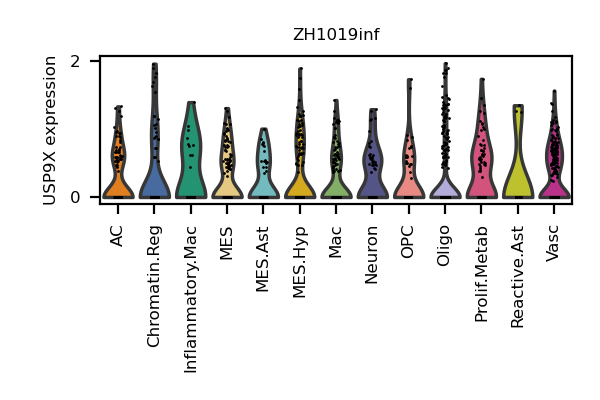 ZH1019inf
USP9X expression
2
0
AC
Chromatin.Reg
Inflammatory.Mac
MES
MES.Ast
MES.Hyp
Mac
Neuron
OPC
Oligo
Prolif.Metab
Reactive.Ast
Vasc